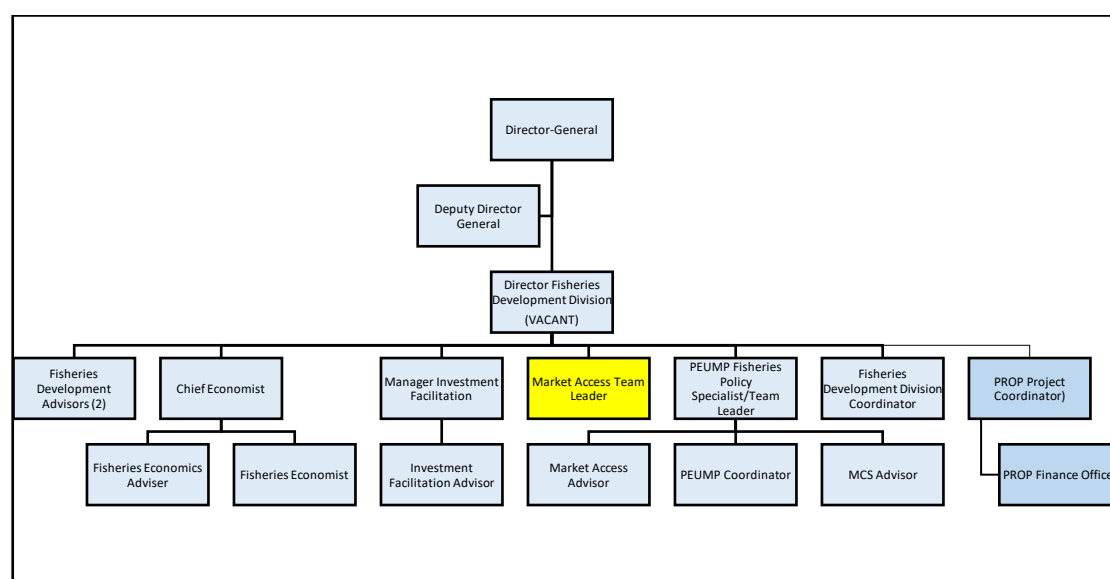 Director-General
Deputy Director
General
Director Fisheries
Development Division
(VACANT)
Fisheries
Development
Advisors (2)
Chief Economist
Manager Investment
Facilitation
Market Access Team
Leader
PEUMP Fisheries
Policy
Specialist/Team
Leader
Fisheries
Development Division
Coordinator
PROP Project
Coordinator)
Fisheries Economics
Adviser
Fisheries Economist
Investment
Facilitation Advisor
Market Access
Advisor
PEUMP Coordinator
MCS Advisor
PROP Finance Office